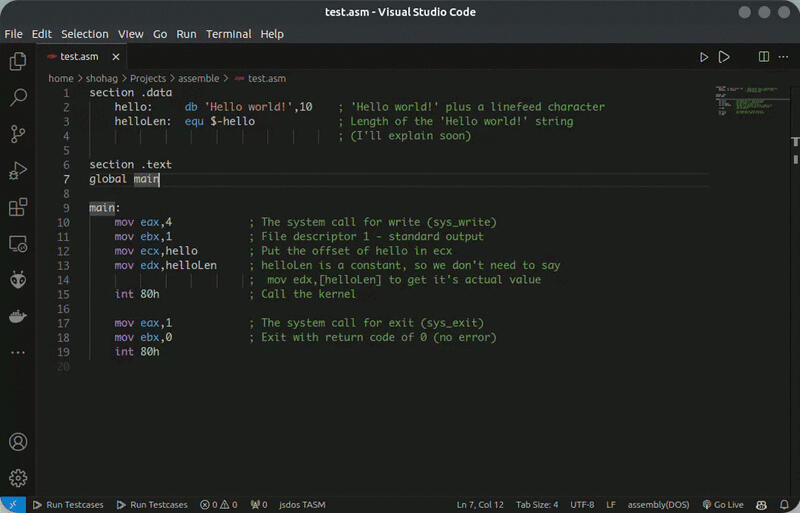 test.asm - Visual Studio Code
File Edit Selection View Go Run Terminal Help
test.asm
home > shohag > Projects > assemble > test.asm
1 section .data
2 hello: db 'Hello world!',10 ; 'Hello world!' plus a linefeed character
3 helloLen: equ $-hello ; Length of the 'Hello world!' string
4 ; (I'll explain soon)
5
6 section .text
7 global main
8
9 main:
10 mov eax,4 ; The system call for write (sys_write)
11 mov ebx,1 ; File descriptor 1 - standard output
12 mov ecx,hello ; Put the offset of hello in ecx
13 mov edx,helloLen ; helloLen is a constant, so we don't need to say
14 ; mov edx,[helloLen] to get it's actual value
15 int 80h ; Call the kernel
16
17 mov eax,1 ; The system call for exit (sys_exit)
18 mov ebx,0 ; Exit with return code of 0 (no error)
19 int 80h
20
Run Testcases Run Testcases 0 0 0 jsdos TASM Ln 7, Col 12 Tab Size: 4 UTF-8 LF assembly(DOS) Go Live